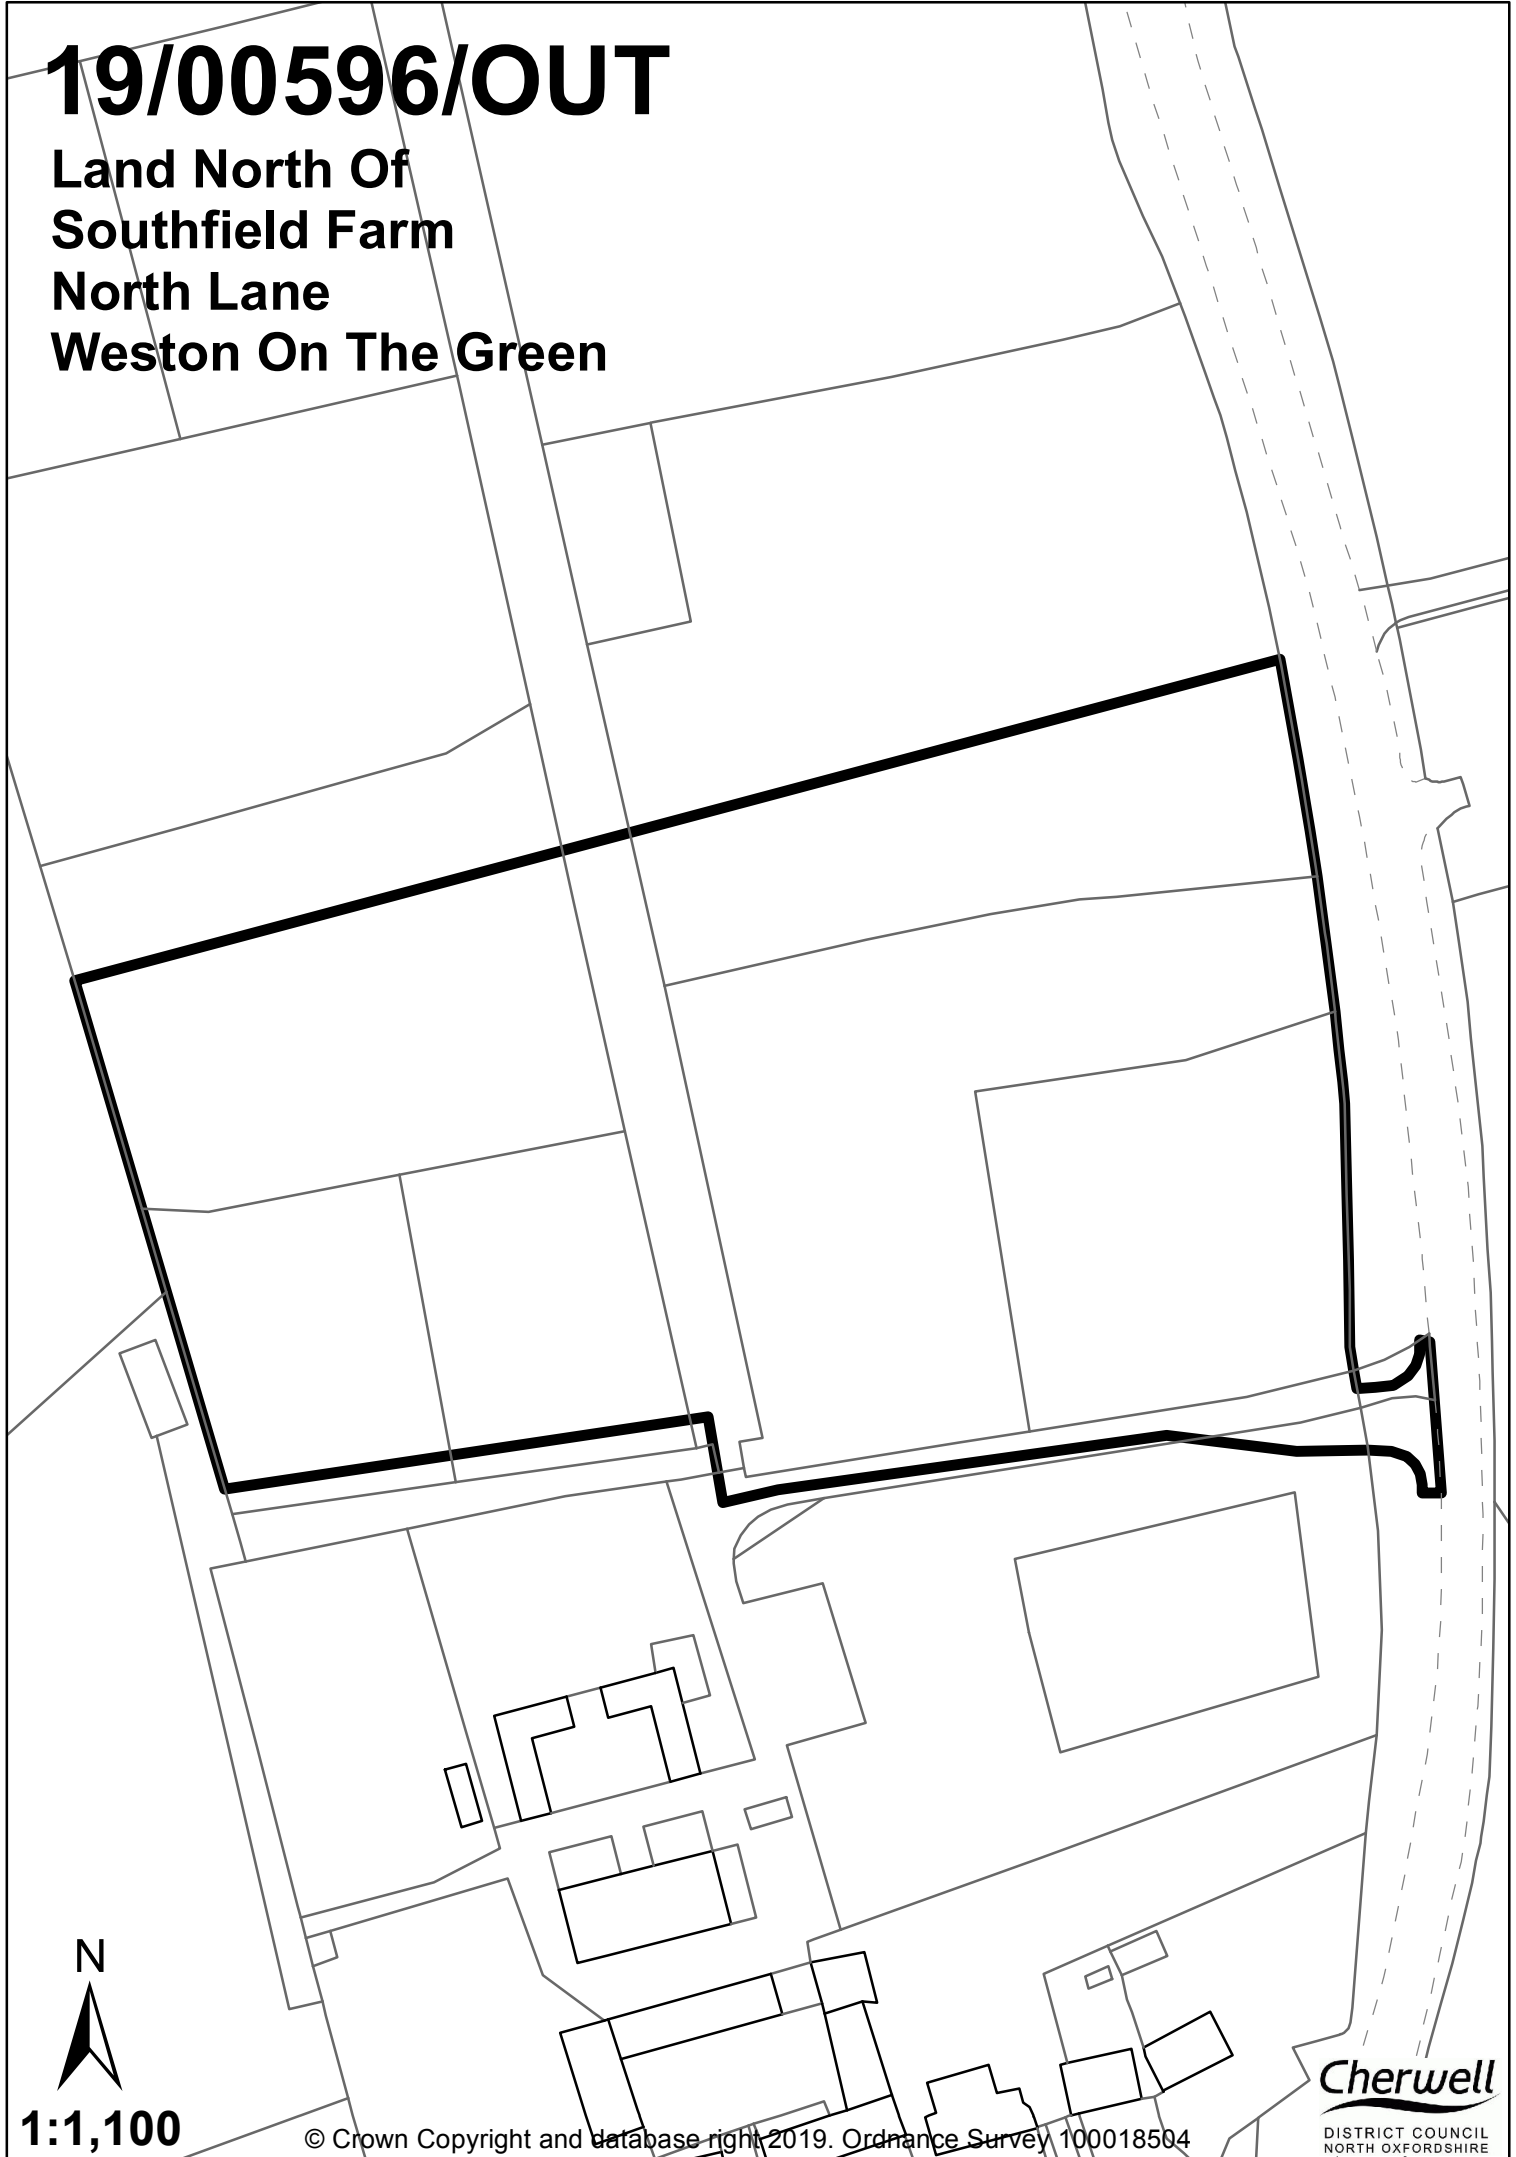 19/00596/OUT
Land North Of
Southfield Farm
North Lane
Weston On The Green
N
1:1,100
© Crown Copyright and database right 2019. Ordnance Survey 100018504
Cherwell
DISTRICT COUNCIL
NORTH OXFORDSHIRE